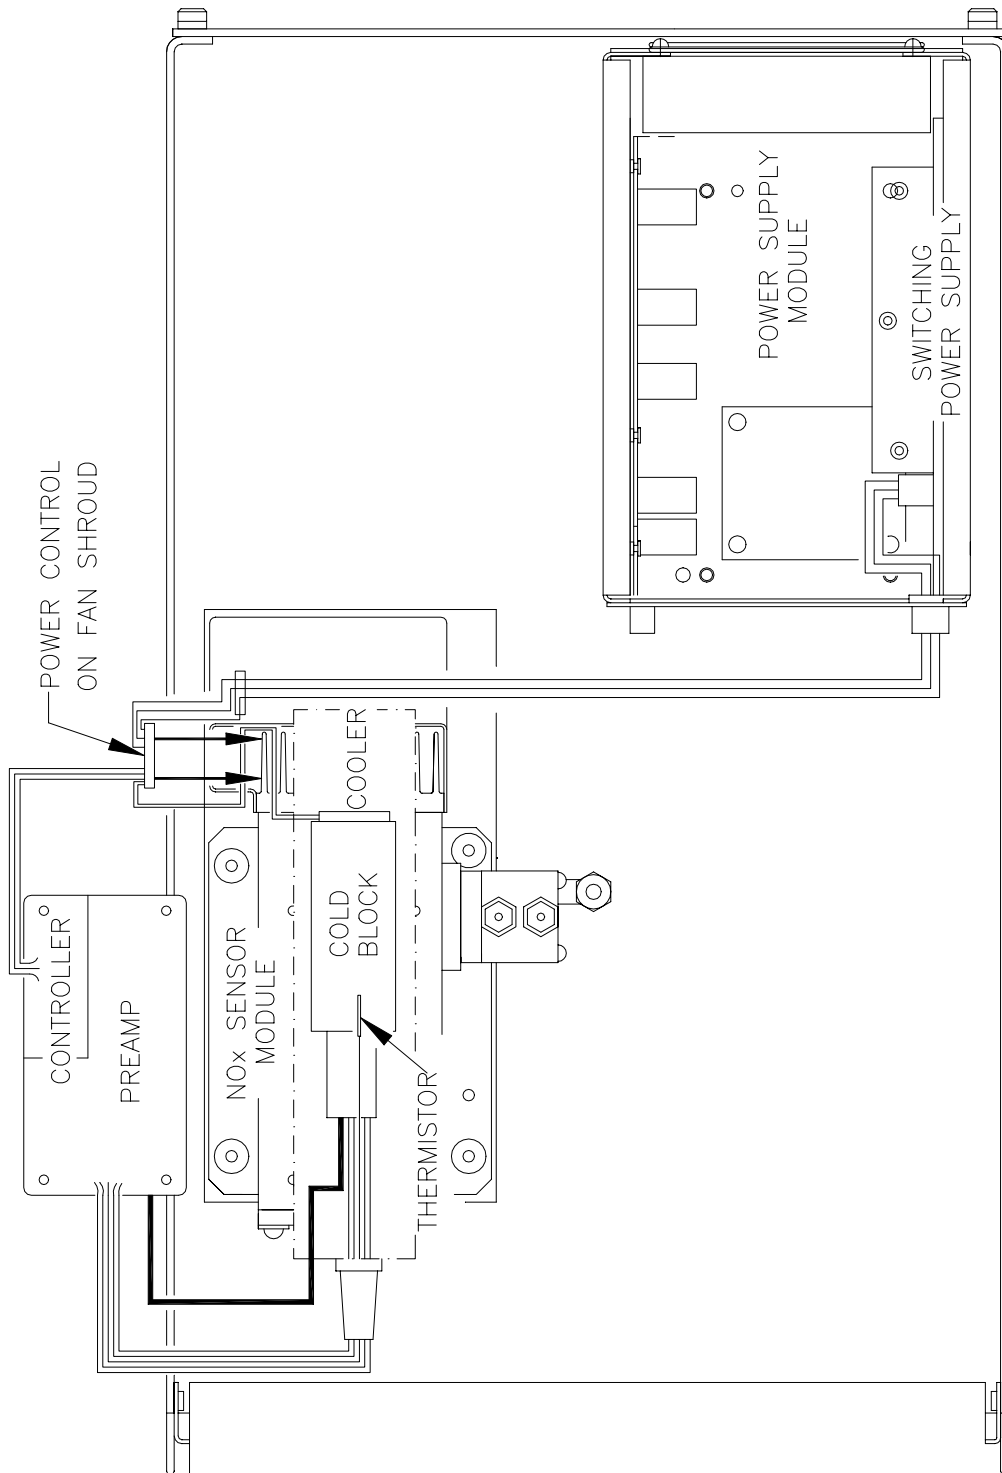 POWER CONTROL
ON FAN SHROUD
CONTROLLER
PREAMP
NOx SENSOR
MODULE
COLD
BLOCK
COOLER
THERMISTOR
POWER SUPPLY
MODULE
SWITCHING
POWER SUPPLY